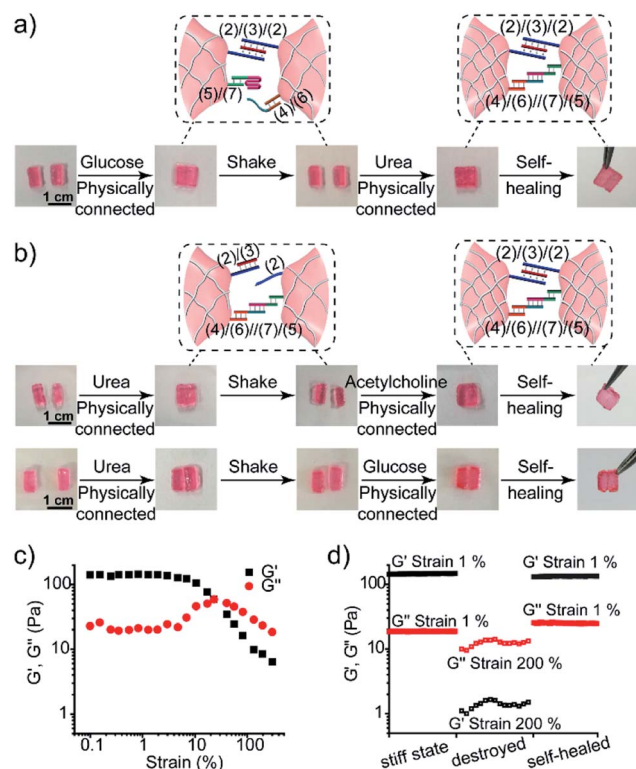 a)
(2)/(3)/(2)
(5)/(7)
(4)/(6)
(2)/(3)/(2)
(4)/(6)//(7)/(5)
Glucose
Physically
connected
Shake
Urea
Physically
connected
Self-
healing
1 cm
b)
(2)/(3)
(2)
(4)/(6)//(7)/(5)
(2)/(3)/(2)
(4)/(6)//(7)/(5)
Urea
Physically
connected
Shake
Acetylcholine
Physically
connected
Self-
healing
1 cm
Urea
Physically
connected
Shake
Glucose
Physically
connected
Self-
healing
1 cm
c)
G', G'' (Pa)
100
10
1
G'
G''
0.1
1
10
100
Strain (%)
d)
G', G'' (Pa)
100
10
1
G' Strain 1 %
G' Strain 1 %
G'' Strain 1 %
G'' Strain 1 %
G'' Strain 200 %
G' Strain 200 %
stiff state
destroyed
self-healed